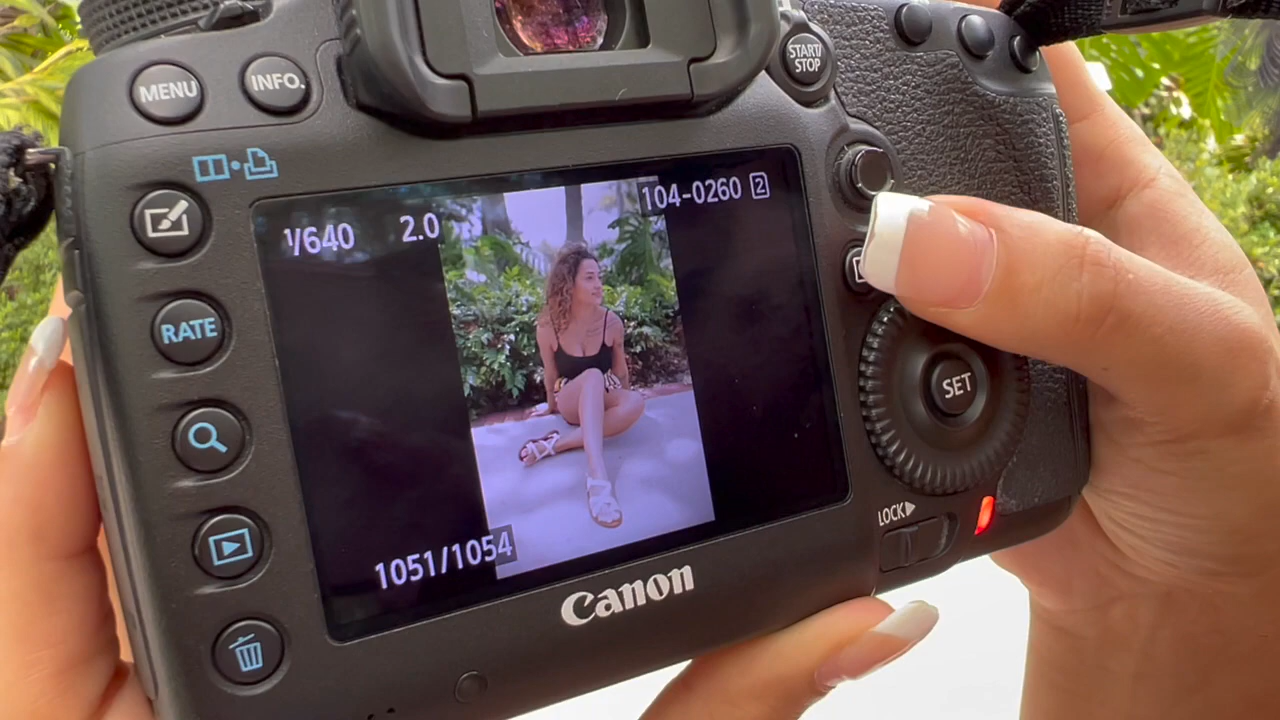 MENU
INFO.
START/
STOP
1/640
2.0
104-0260 2
RATE
SET
LOCK
1051/1054
Canon